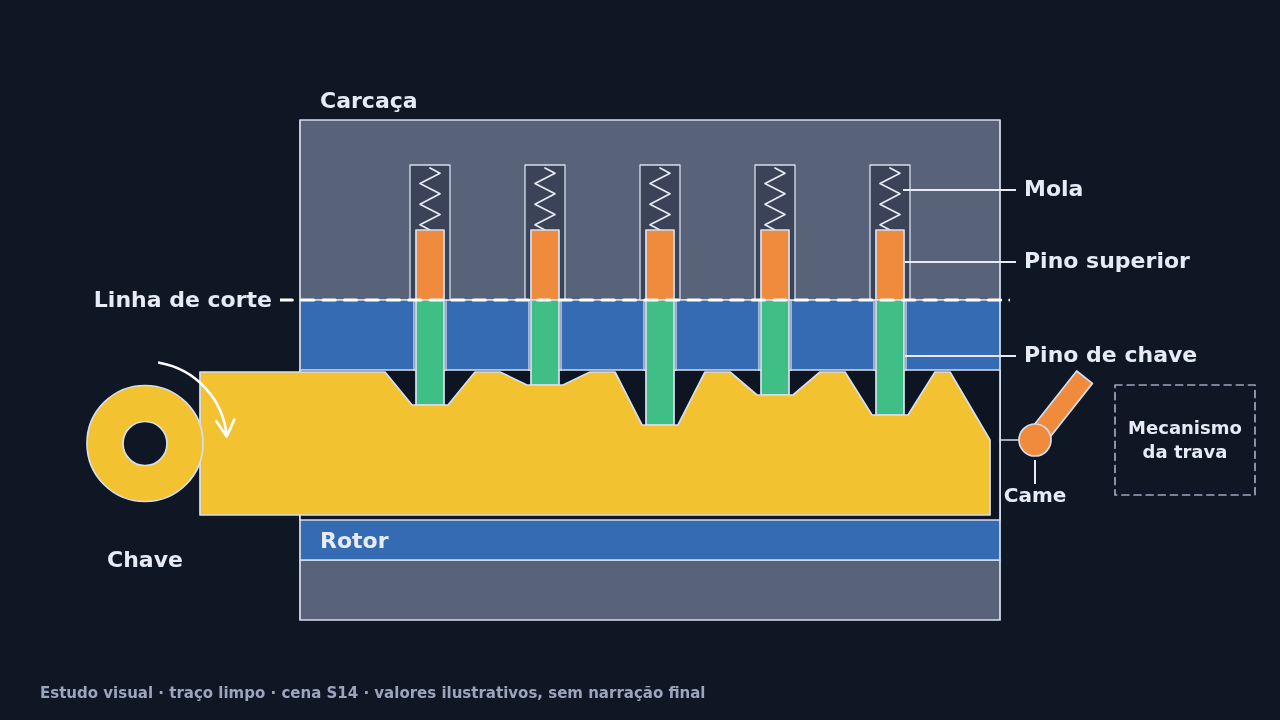 Carcaça
Mola
Pino superior
Linha de corte
Pino de chave
Mecanismo
da trava
Came
Rotor
Chave
Estudo visual · traço limpo · cena S14 · valores ilustrativos, sem narração final